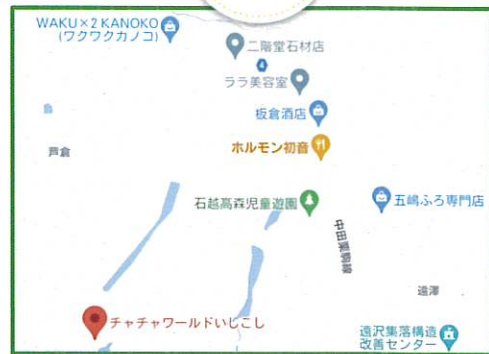 WAKU×2 KANOKO
(ワクワクカノコ)
二階堂石材店
4
ララ美容室
板倉酒店
芦倉
ホルモン初音
石越高森児童遊園
五嶋ふろ専門店
中田栗駒線
遠澤
チャチャワールドいしこし
遠沢集落構造
改善センター